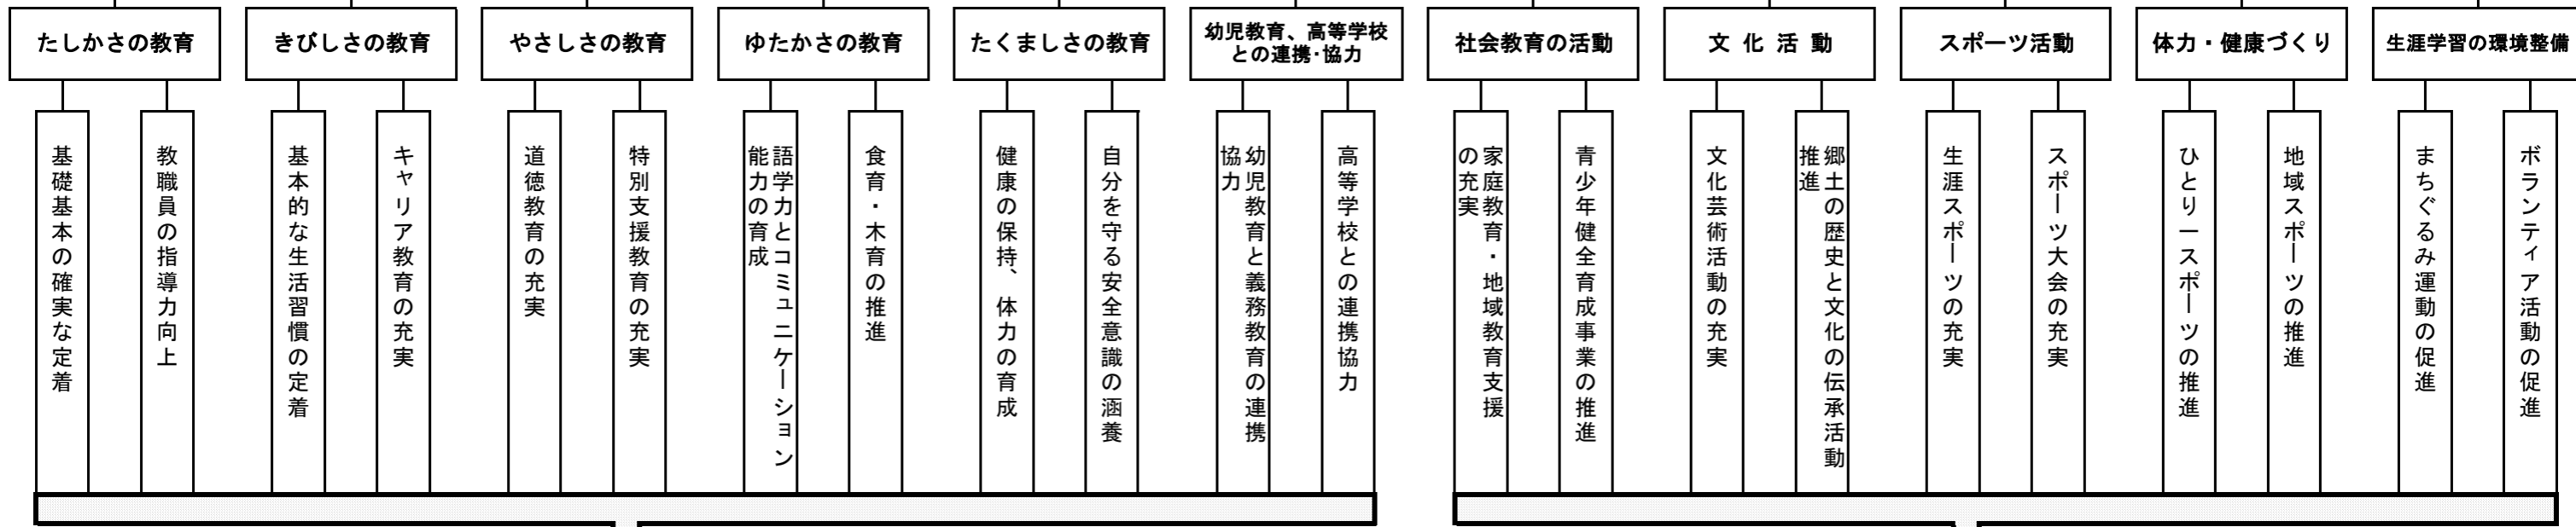 たしかさの教育
きびしさの教育
やさしさの教育
ゆたかさの教育
たくましさの教育
幼児教育、高等学校
との連携・協力
社会教育の活動
文化活動
スポーツ活動
体力・健康づくり
生涯学習の環境整備
基礎基本の確実な定着
教職員の指導力向上
基本的な生活習慣の定着
キャリア教育の充実
道徳教育の充実
特別支援教育の充実
語学力とコミュニケーション
能力の育成
食育・木育の推進
健康の保持、体力の育成
自分を守る安全意識の涵養
幼児教育と義務教育の連携
協力
高等学校との連携協力
家庭教育・地域教育支援
の充実
青少年健全育成事業の推進
文化芸術活動の充実
郷土の歴史と文化の伝承活動
推進
生涯スポーツの充実
スポーツ大会の充実
ひとり一スポーツの推進
地域スポーツの推進
まちぐるみ運動の促進
ボランティア活動の促進